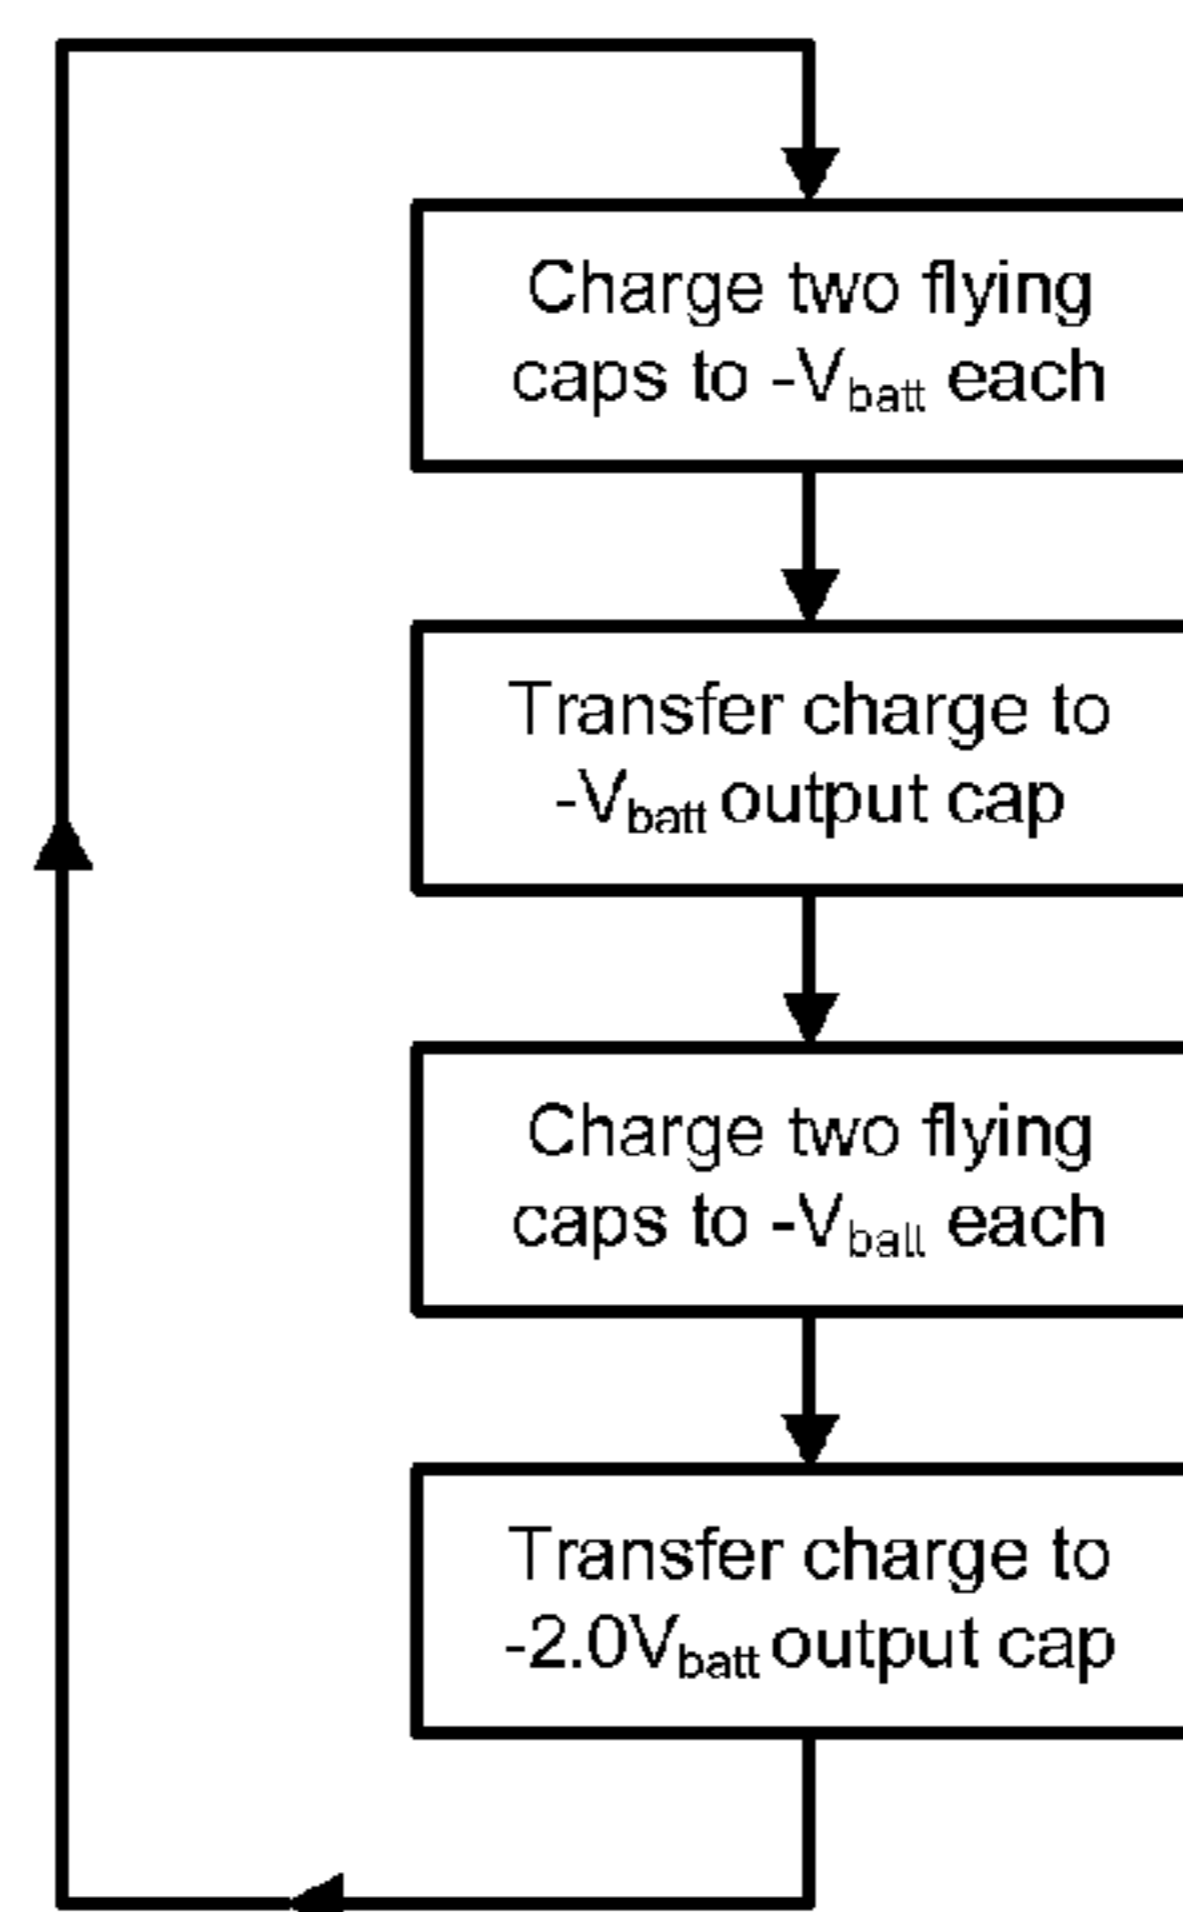 Charge two flying
caps to -Vbatt each
Transfer charge to
-Vbatt output cap
Charge two flying
caps to -Vbatt each
Transfer charge to
-2.0Vbatt output cap